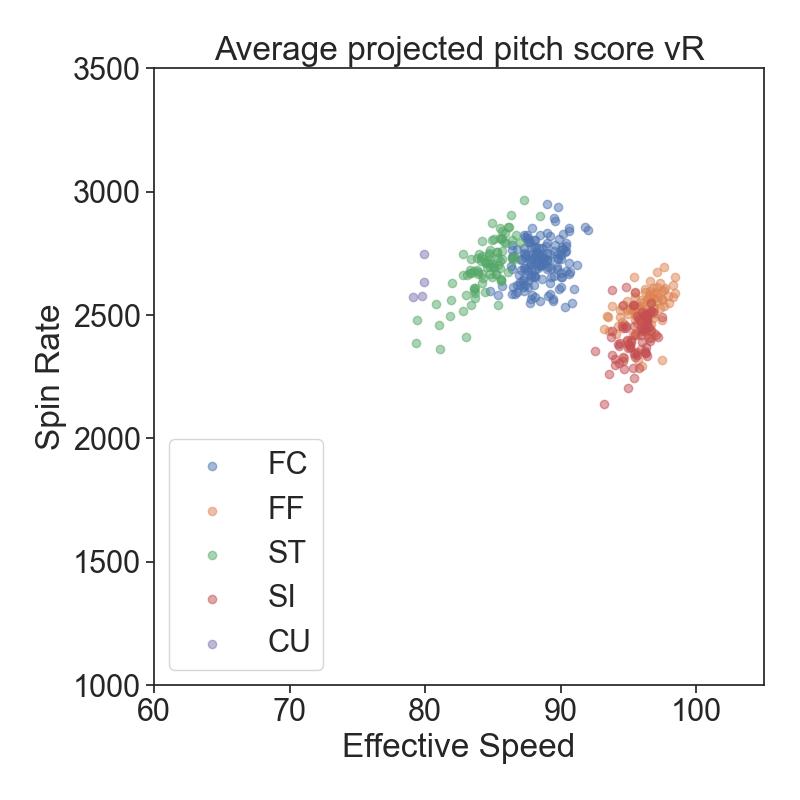 Average projected pitch score vR
3500
3000
2500
2000
1500
1000
Spin Rate
FC
FF
ST
SI
CU
60 70 80 90 100
Effective Speed